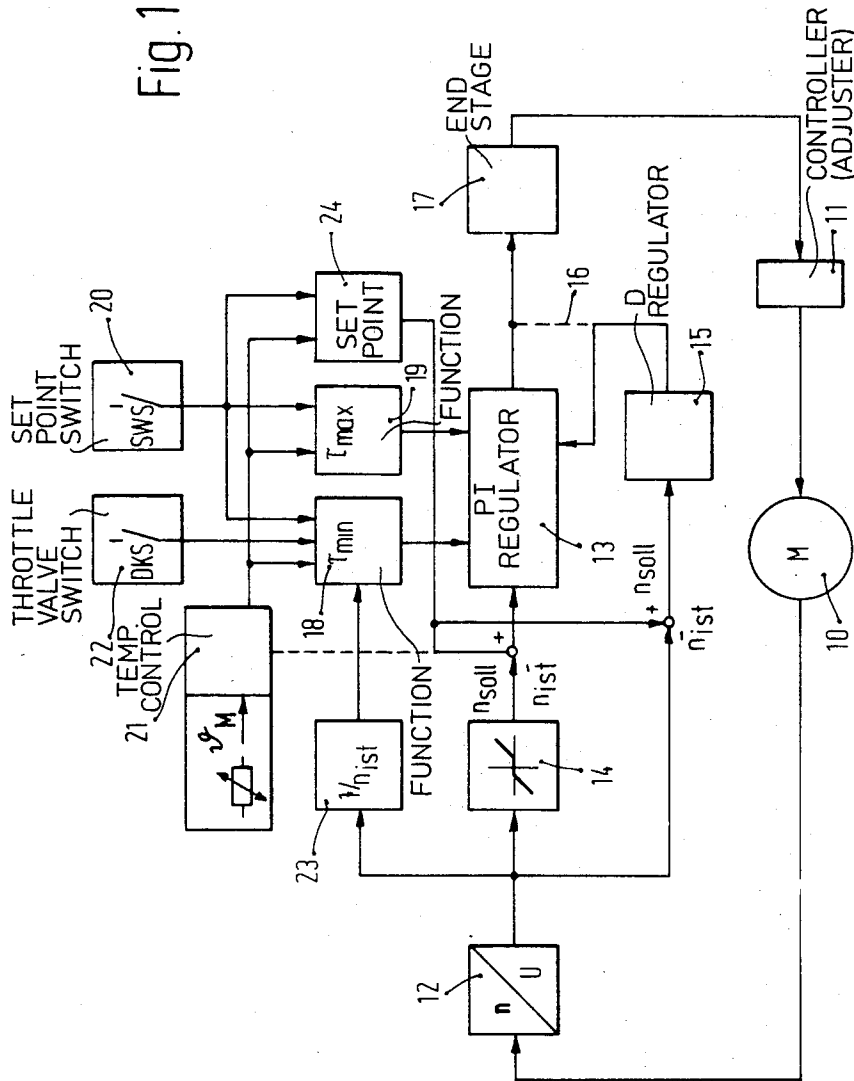 Fig. 1
THROTTLE
VALVE
SWITCH
SET
POINT
SWITCH
22
DKS
20
SWS
TEMP.
CONTROL
21
ϑM
18
τmin
τmax
19
FUNCTION
24
SET
POINT
23
1/nist
FUNCTION
nsoll
+
nist
-
14
PI
REGULATOR
13
17
END
STAGE
16
12
n
U
+
nsoll
nist
-
15
D
REGULATOR
M
10
11
CONTROLLER
(ADJUSTER)